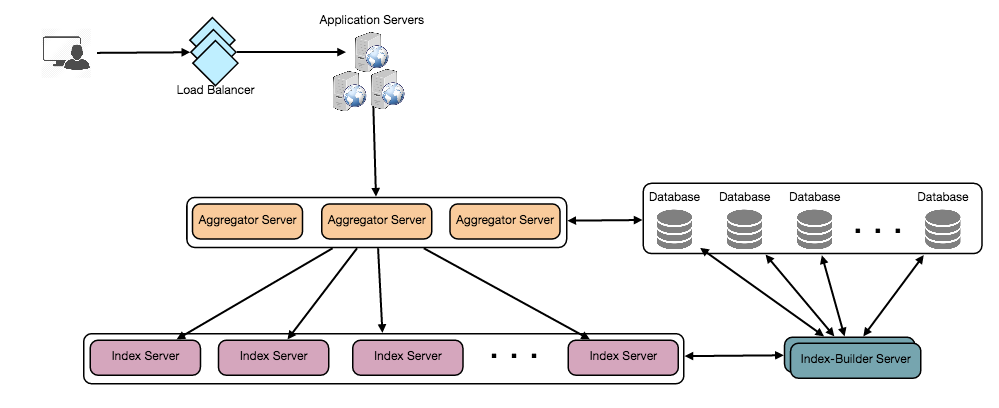 Application Servers
Load Balancer
Aggregator Server
Aggregator Server
Aggregator Server
Database
Database
Database
Database
Index Server
Index Server
Index Server
Index Server
Index-Builder Server